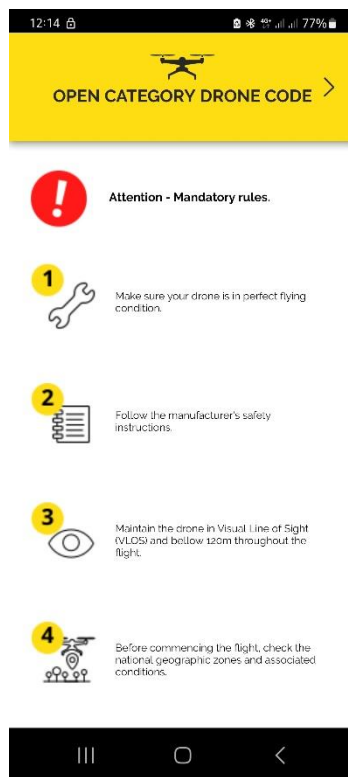 12:14 77%
OPEN CATEGORY DRONE CODE
Attention - Mandatory rules.
1
Make sure your drone is in perfect flying
condition.
2
Follow the manufacturer's safety
instructions.
3
Maintain the drone in Visual Line of Sight
(VLOS) and bellow 120m throughout the
flight.
4
Before commencing the flight, check the
national geographic zones and associated
conditions.